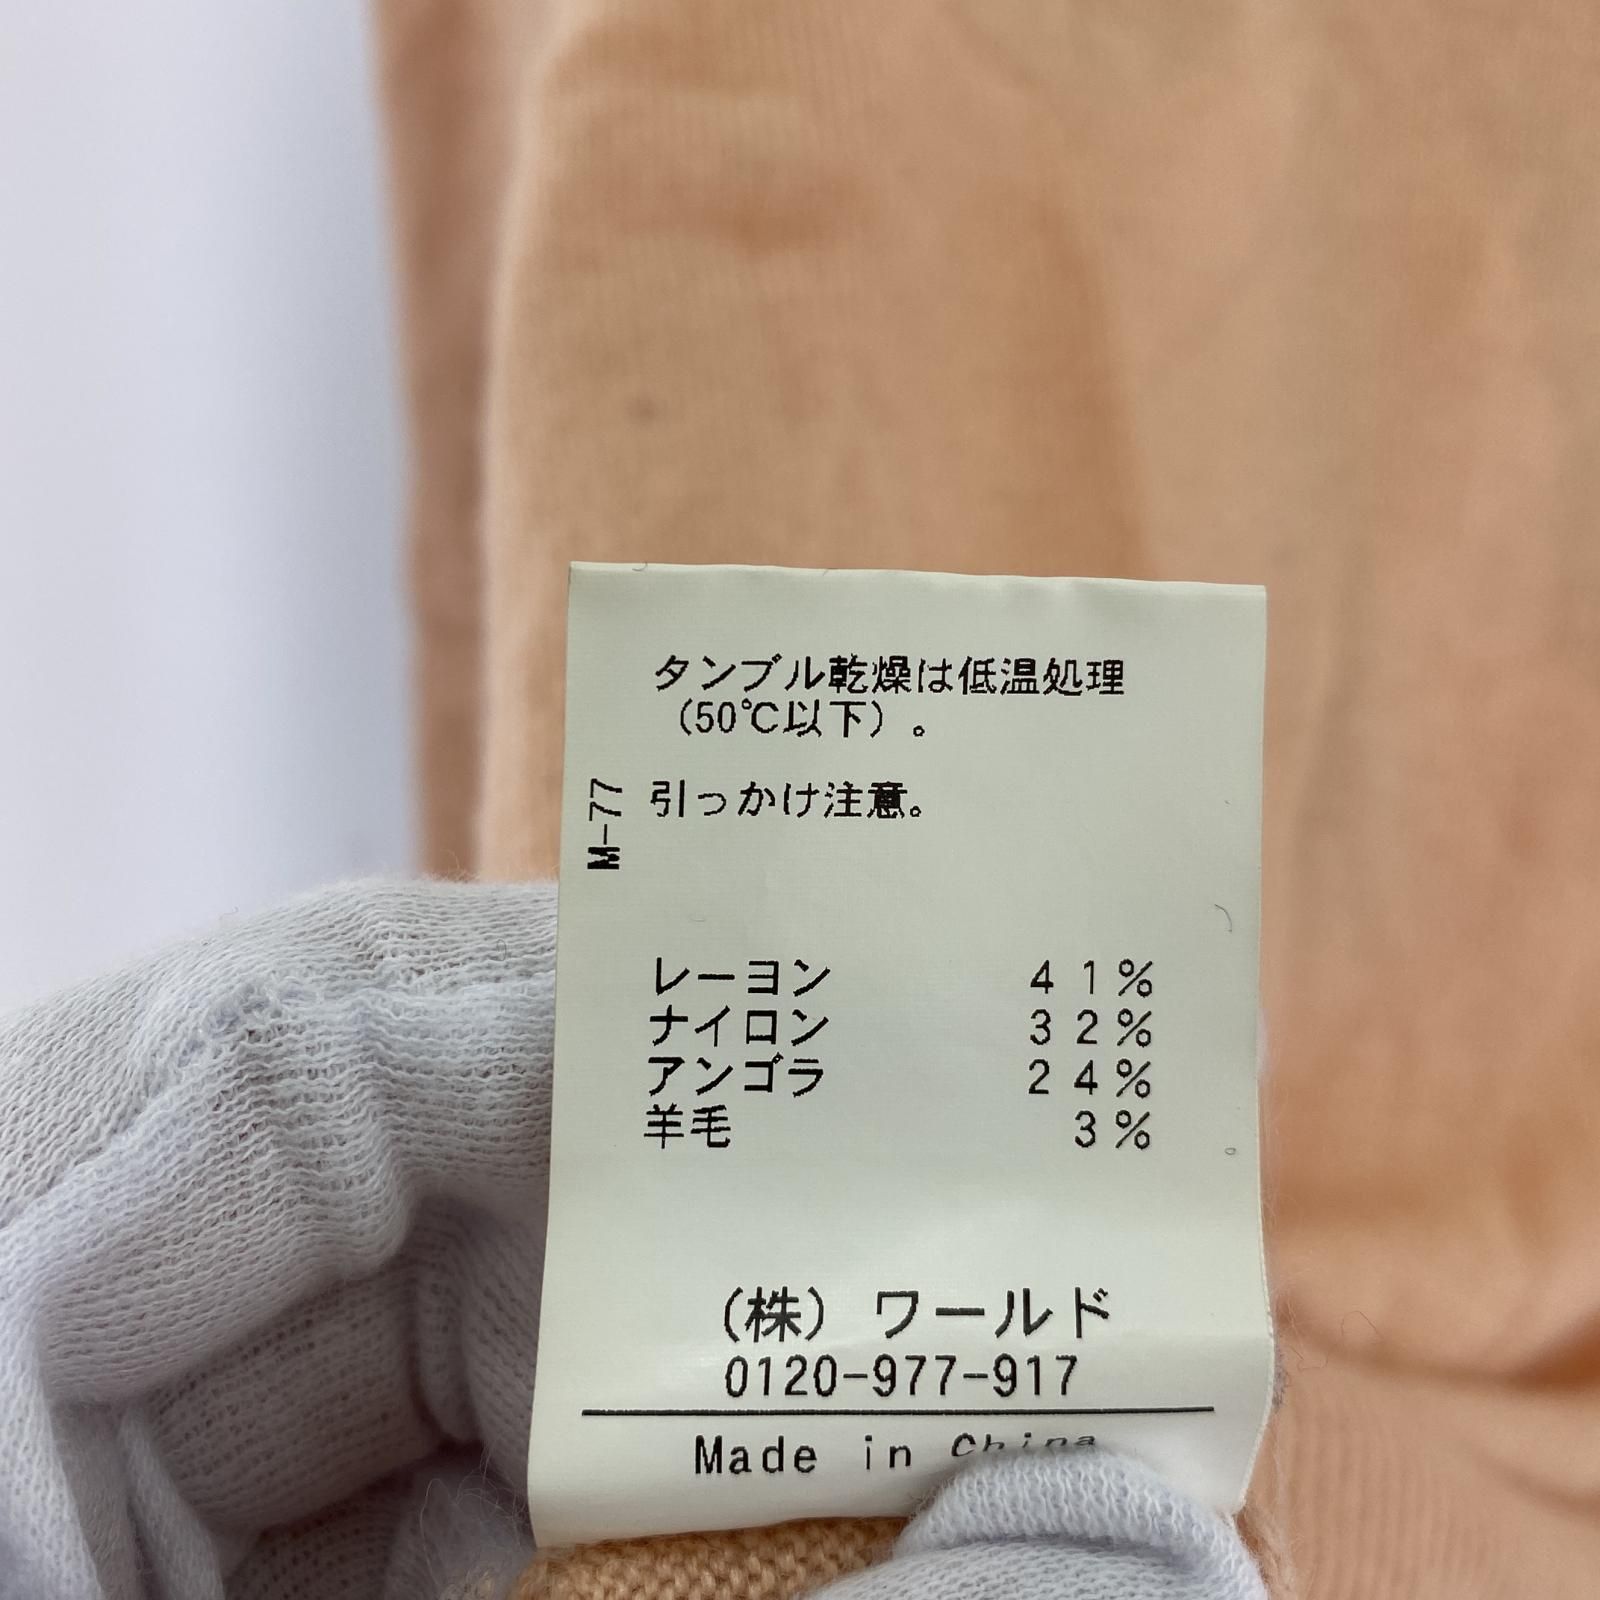 タンブル乾燥は低温処理
(50℃以下)。
引っかけ注意。
M-77
レーヨン 41%
ナイロン 32%
アンゴラ 24%
羊毛 3%
(株) ワールド
0120-977-917
Made in China